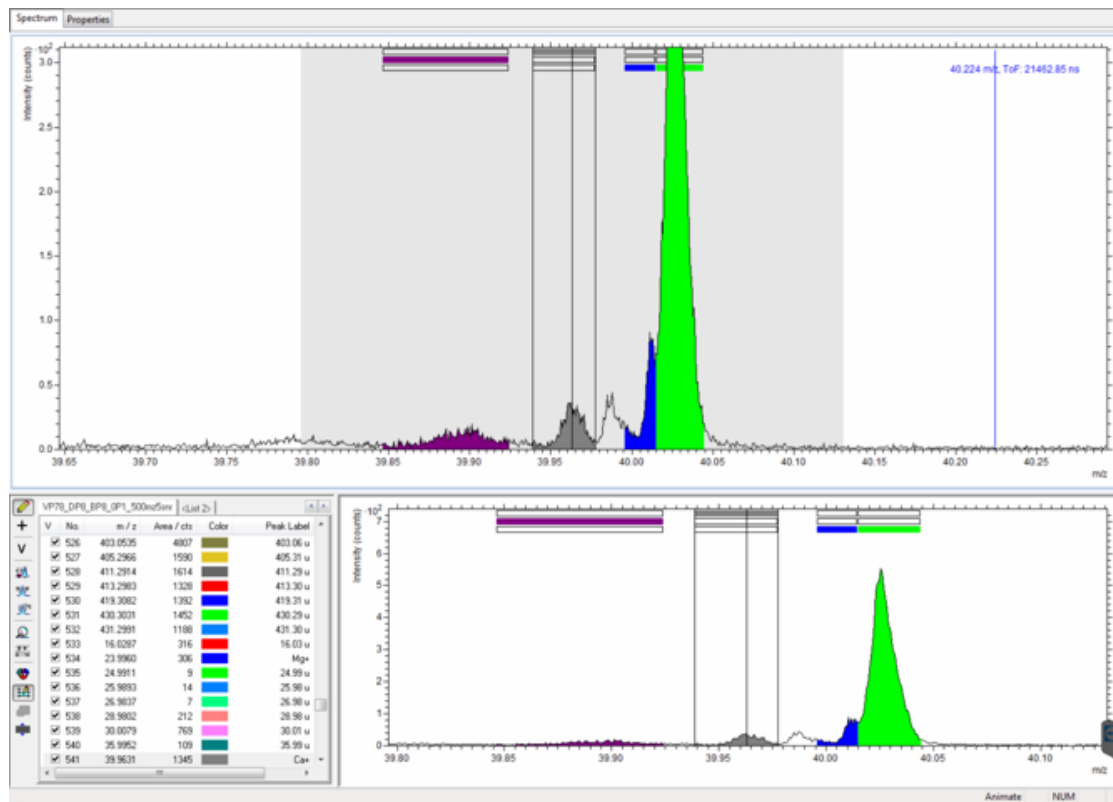 Spectrum Properties
x10²
Intensity (counts)
3.0
2.5
2.0
1.5
1.0
0.5
0.0
40.224 m/z, ToF: 21462.85 ns
39.65 39.70 39.75 39.80 39.85 39.90 39.95 40.00 40.05 40.10 40.15 40.20 40.25
m/z
<List 2>
V No. m / z Area / cts Color Peak Label
526 403.0535 4807 403.06 u
527 405.2966 1590 405.31 u
528 411.2914 1614 411.29 u
529 413.2983 1328 413.30 u
530 419.3082 1392 419.31 u
531 430.3031 1452 430.29 u
532 431.2991 1188 431.30 u
533 16.0287 316 16.03 u
534 23.9960 306 Mg+
535 24.9911 9 24.99 u
536 25.9893 14 25.98 u
537 26.9837 7 26.98 u
538 28.9802 212 28.98 u
539 30.0079 769 30.01 u
540 35.9952 109 35.99 u
541 39.9631 1345 Ca+
x10²
Intensity (counts)
7
6
5
4
3
2
1
0
39.80 39.85 39.90 39.95 40.00 40.05 40.10
m/z
Animate NUM